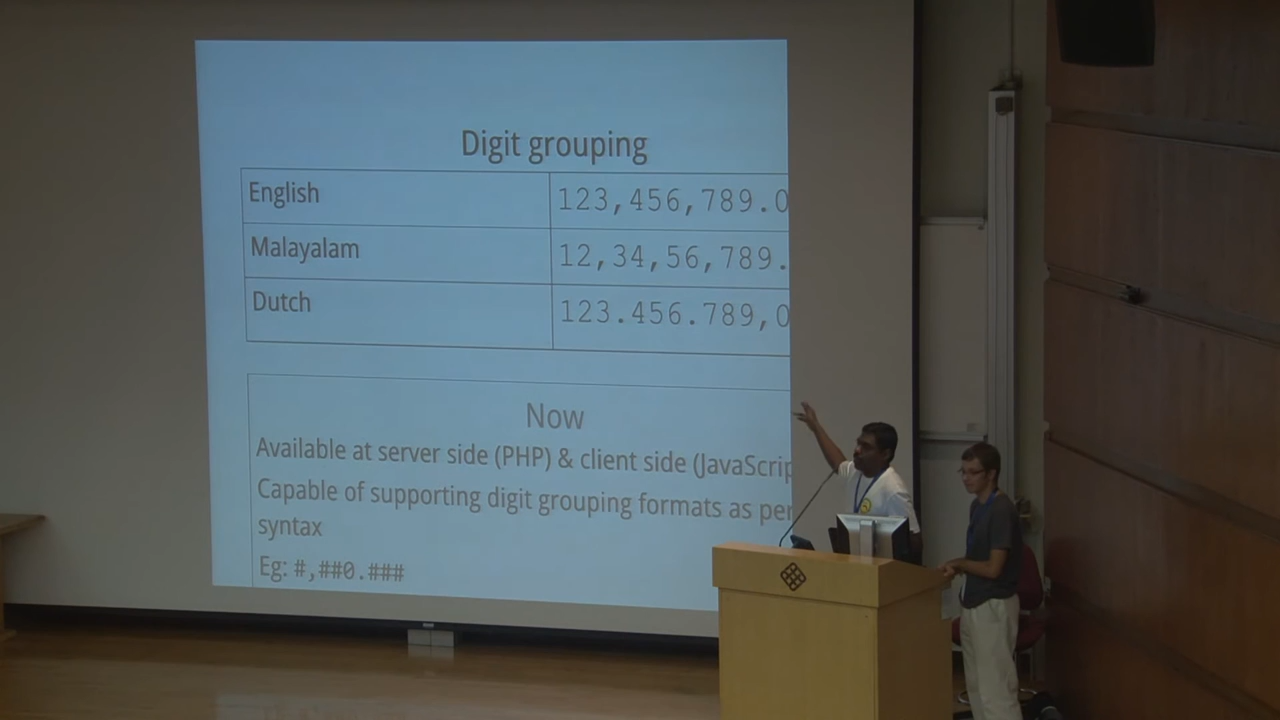 Digit grouping
English 123,456,789.0
Malayalam 12,34,56,789.
Dutch 123.456.789,0
Now
Available at server side (PHP) & client side (JavaScrip
Capable of supporting digit grouping formats as per
syntax
Eg: #,##0.###